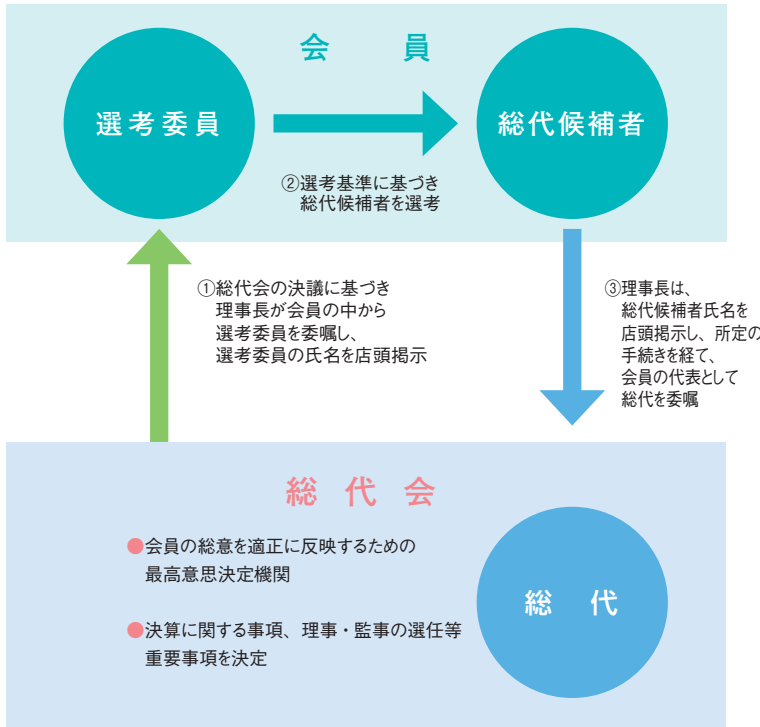 会員
選考委員
総代候補者
②選考基準に基づき
総代候補者を選考
①総代会の決議に基づき
理事長が会員の中から
選考委員を委嘱し、
選考委員の氏名を店頭掲示
③理事長は、
総代候補者氏名を
店頭掲示し、所定の
手続きを経て、
会員の代表として
総代を委嘱
総代会
●会員の総意を適正に反映するための
最高意思決定機関
●決算に関する事項、理事・監事の選任等
重要事項を決定
総代